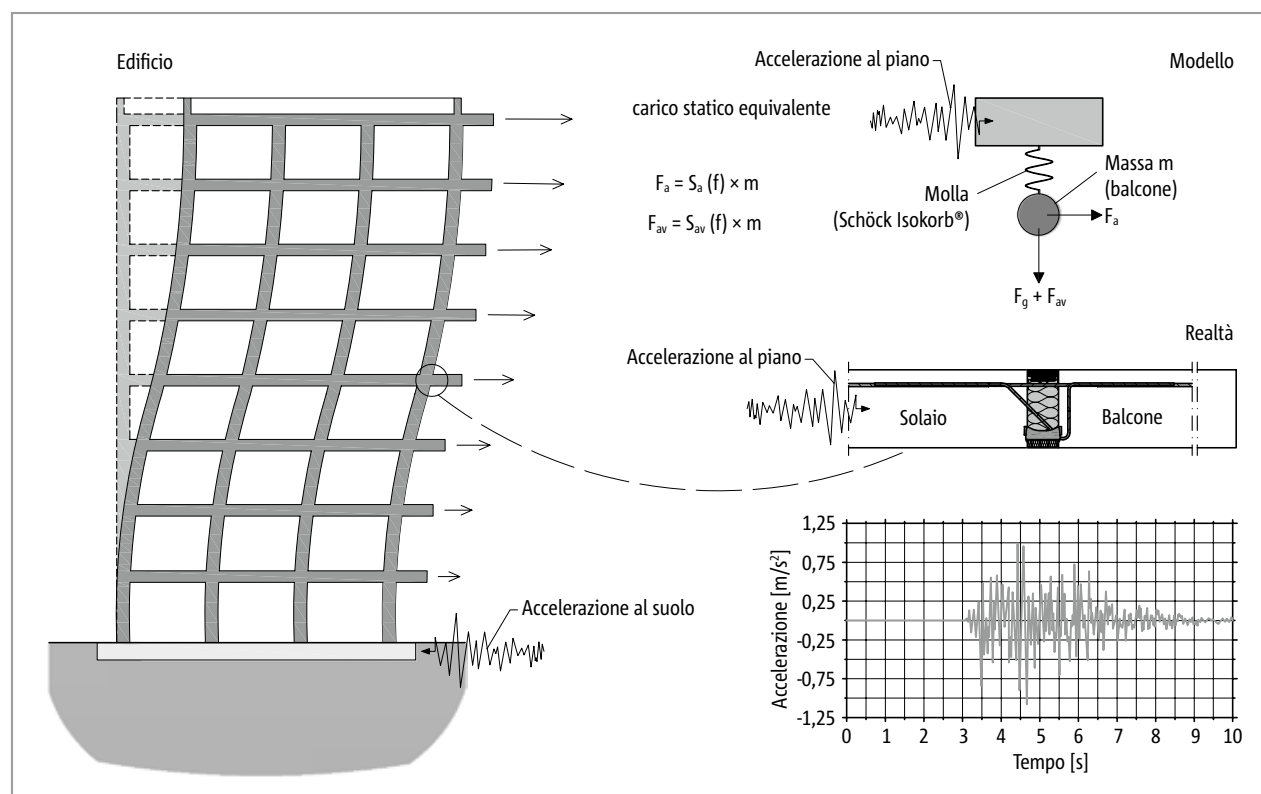 Edificio
carico statico equivalente
Fₐ = Sₐ (f) × m
Fₐᵥ = Sₐᵥ (f) × m
Accelerazione al piano
Modello
Molla
(Schöck Isokorb®)
Massa m
(balcone)
Fₐ
F_g + Fₐᵥ
Realtà
Accelerazione al piano
Solaio
Balcone
Accelerazione al suolo
Accelerazione [m/s²]
1,25
0,75
0,25
-0,25
-0,75
-1,25
0 1 2 3 4 5 6 7 8 9 10
Tempo [s]